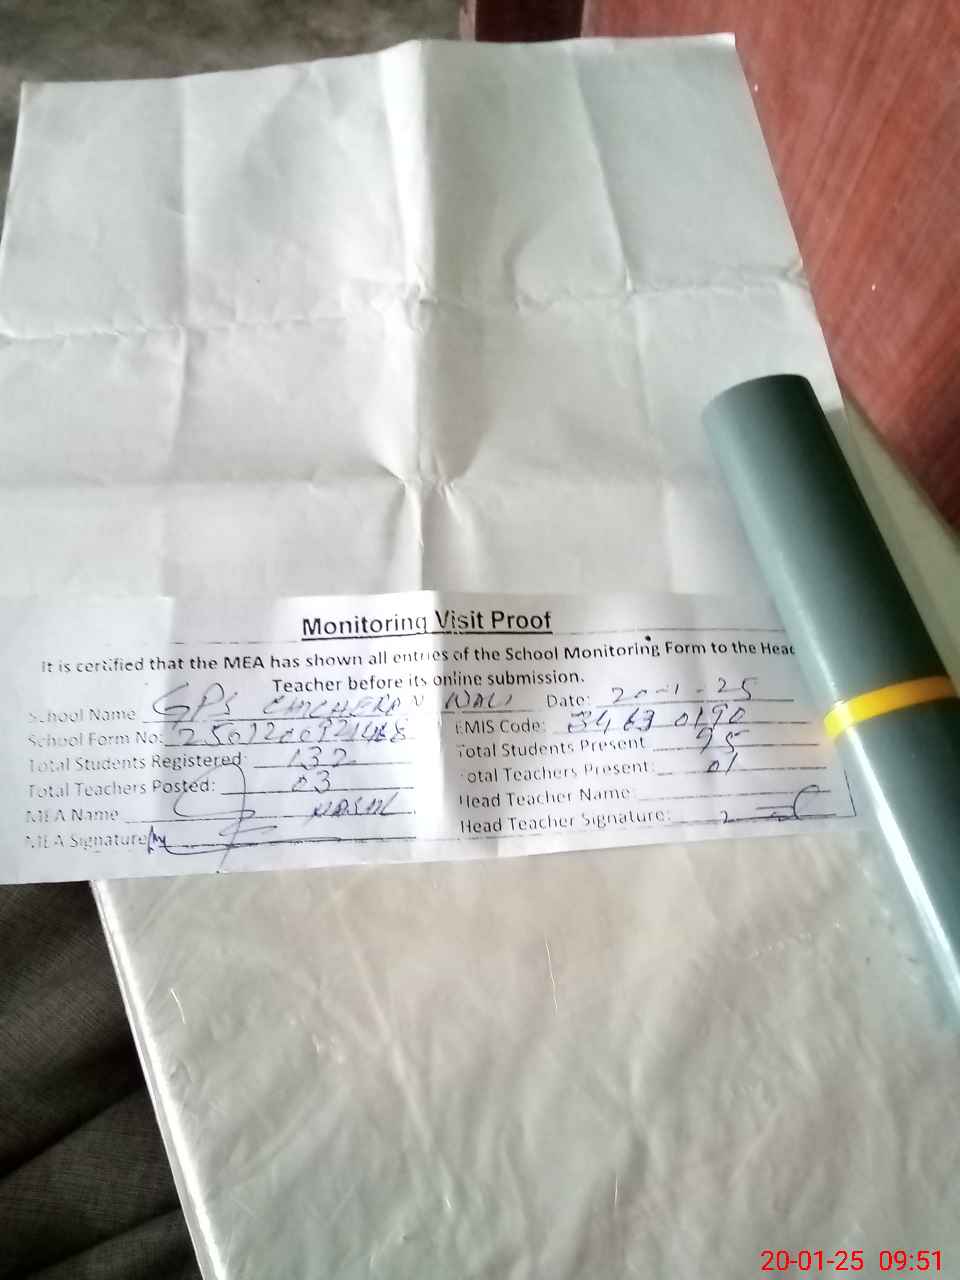 Monitoring Visit Proof
It is certified that the MEA has shown all entries of the School Monitoring Form to the Head
Teacher before its online submission.
School Name GPS WALI Date: 20-1-25
School Form No: EMIS Code: 34630190
Total Students Registered: 132 Total Students Present 95
Total Teachers Posted: 03 Total Teachers Present: 01
MEA Name Head Teacher Name:
MEA Signature Head Teacher Signature:
20-01-25 09:51